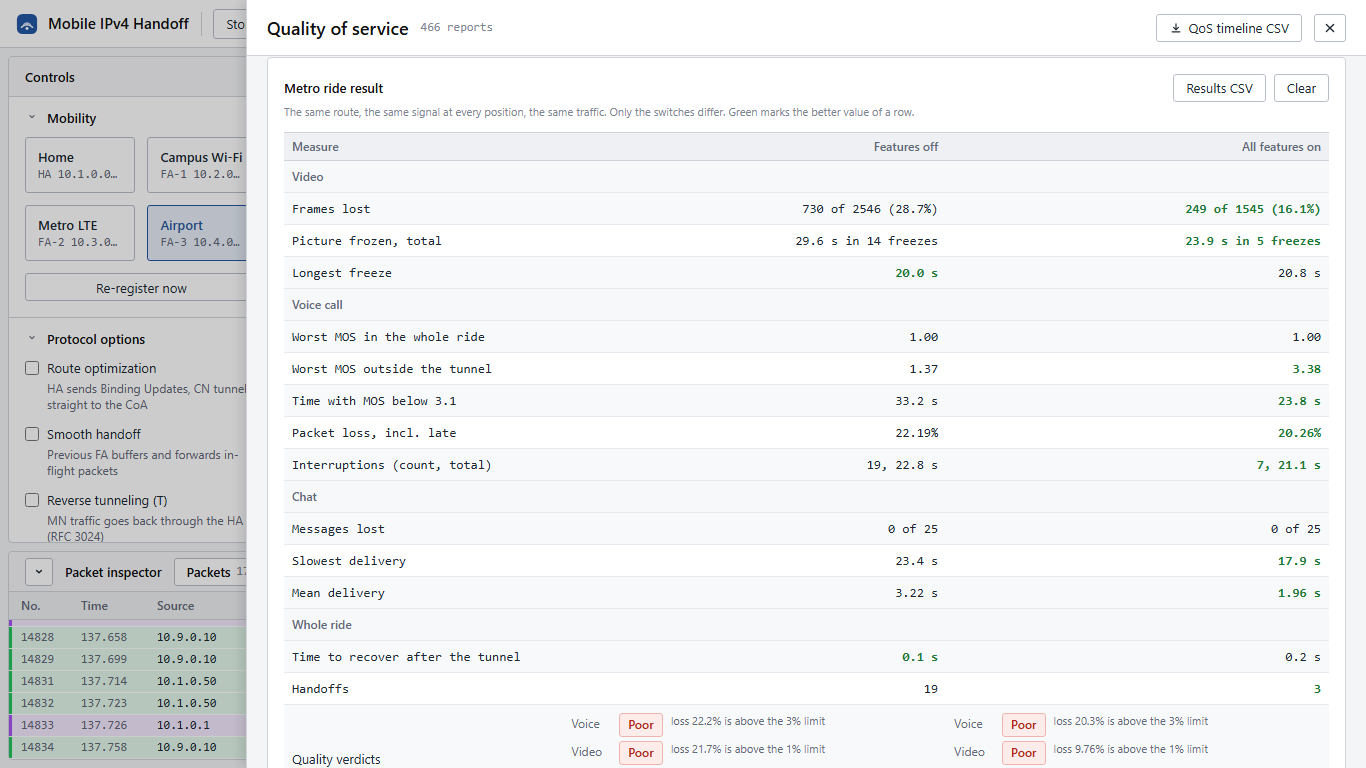 Mobile IPv4 Handoff
Sto
Quality of service
466 reports
QoS timeline CSV
Controls
Mobility
Home
HA 10.1.0.0…
Campus Wi-Fi
FA-1 10.2.0…
Metro LTE
FA-2 10.3.0…
Airport
FA-3 10.4.0…
Re-register now
Protocol options
Route optimization
HA sends Binding Updates, CN tunnel
straight to the CoA
Smooth handoff
Previous FA buffers and forwards in-
flight packets
Reverse tunneling (T)
MN traffic goes back through the HA
(RFC 3024)
Packet inspector
Packets 17
No. Time Source
14828 137.658 10.9.0.10
14829 137.699 10.9.0.10
14831 137.714 10.1.0.50
14832 137.723 10.1.0.50
14833 137.726 10.1.0.1
14834 137.758 10.9.0.10
Metro ride result
Results CSV
Clear
The same route, the same signal at every position, the same traffic. Only the switches differ. Green marks the better value of a row.
Measure Features off All features on
Video
Frames lost 730 of 2546 (28.7%) 249 of 1545 (16.1%)
Picture frozen, total 29.6 s in 14 freezes 23.9 s in 5 freezes
Longest freeze 20.0 s 20.8 s
Voice call
Worst MOS in the whole ride 1.00 1.00
Worst MOS outside the tunnel 1.37 3.38
Time with MOS below 3.1 33.2 s 23.8 s
Packet loss, incl. late 22.19% 20.26%
Interruptions (count, total) 19, 22.8 s 7, 21.1 s
Chat
Messages lost 0 of 25 0 of 25
Slowest delivery 23.4 s 17.9 s
Mean delivery 3.22 s 1.96 s
Whole ride
Time to recover after the tunnel 0.1 s 0.2 s
Handoffs 19 3
Quality verdicts
Voice Poor loss 22.2% is above the 3% limit
Video Poor loss 21.7% is above the 1% limit
Voice Poor loss 20.3% is above the 3% limit
Video Poor loss 9.76% is above the 1% limit